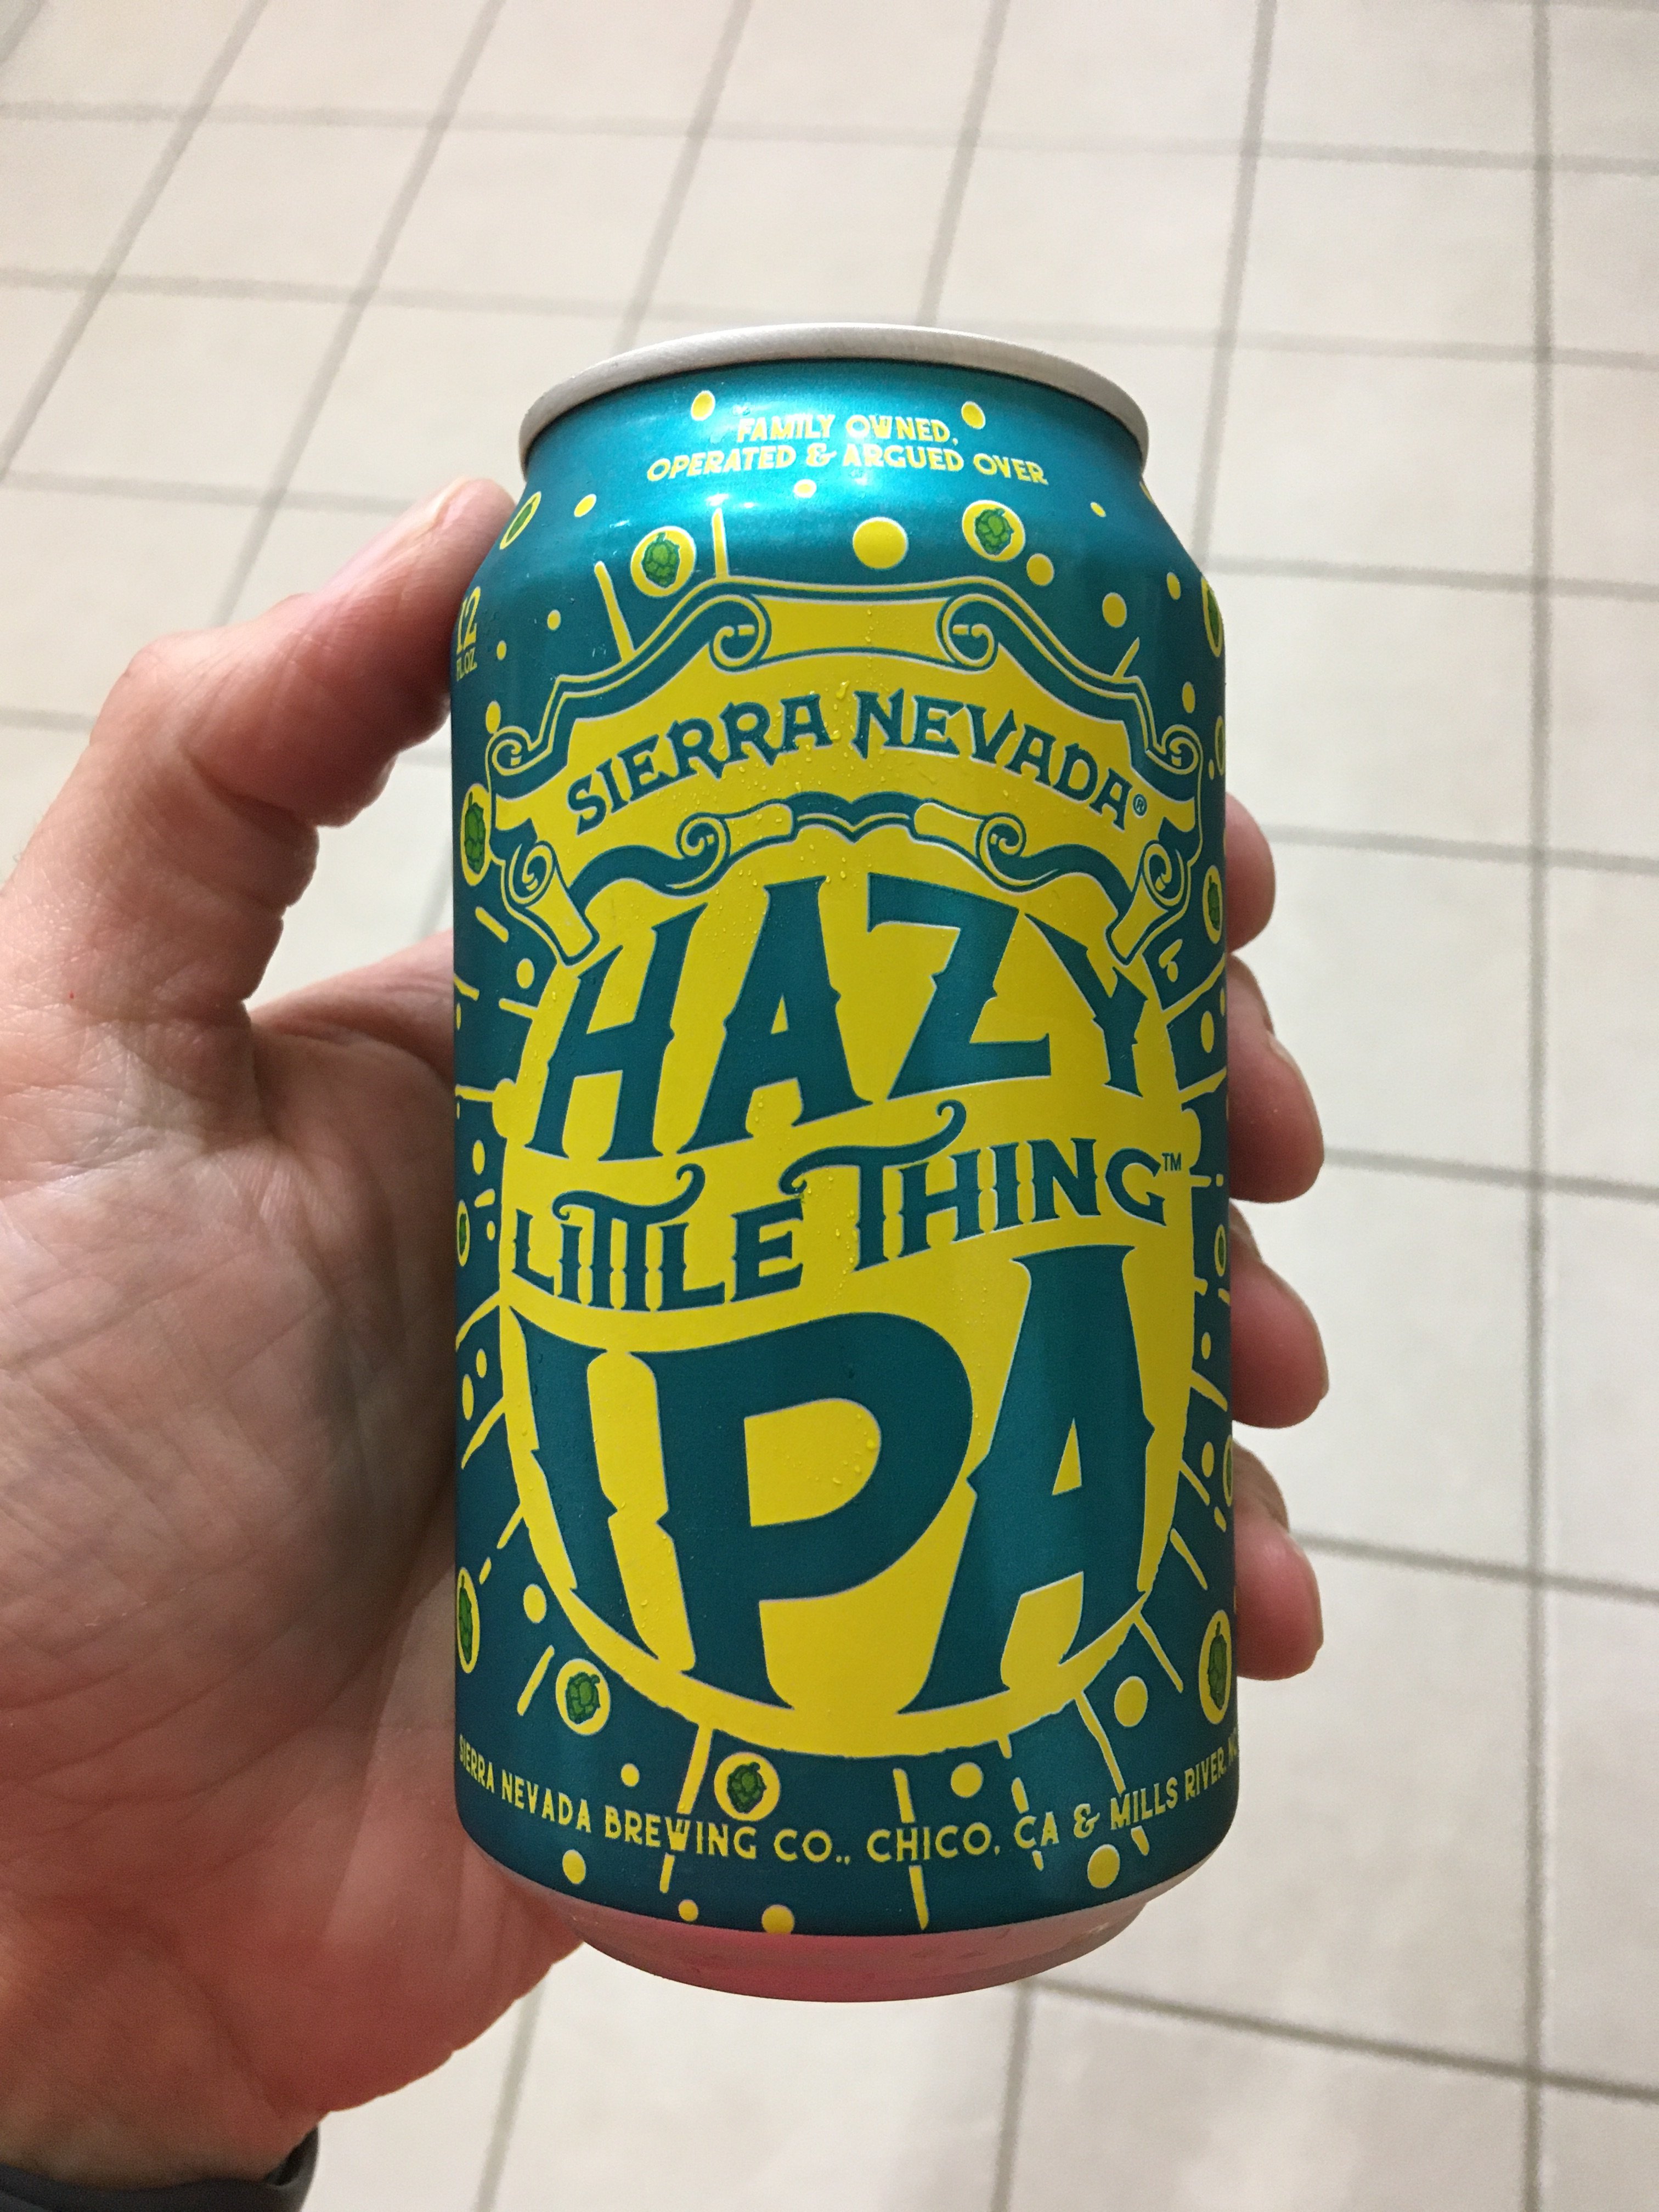 FAMILY OWNED,
OPERATED & ARGUED OVER
12
FL.OZ.
SIERRA NEVADA®
HAZY
LITTLE THING™
IPA
SIERRA NEVADA BREWING CO., CHICO, CA & MILLS RIVER, NC